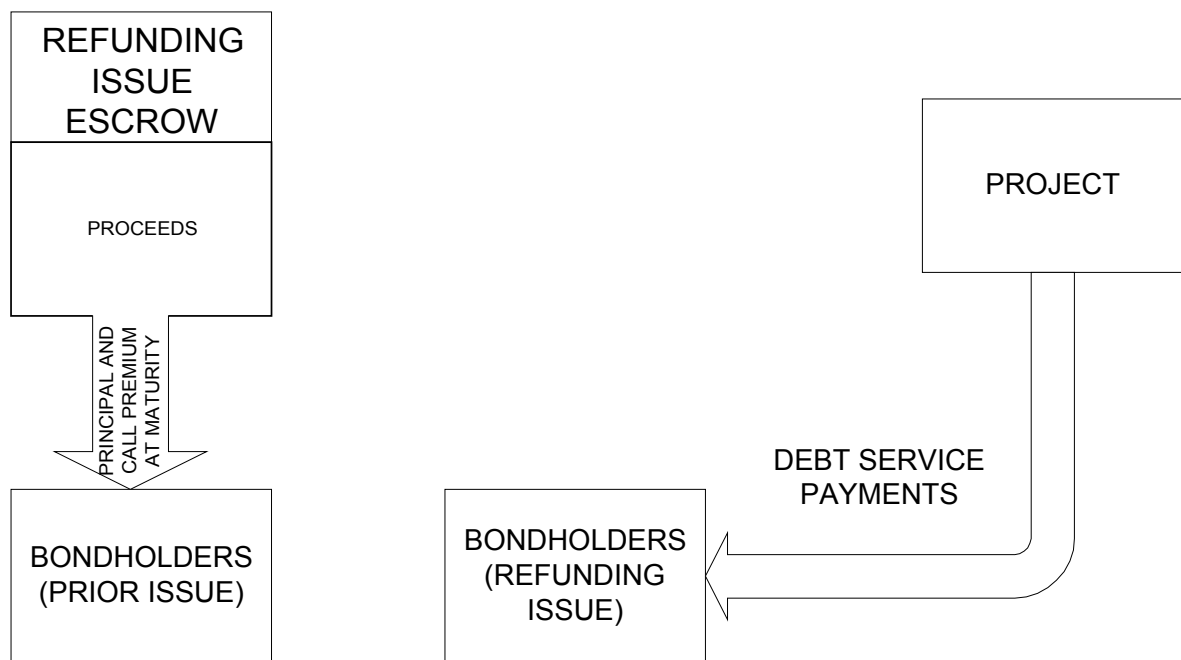 REFUNDING
ISSUE
ESCROW
PROCEEDS
PRINCIPAL AND
CALL PREMIUM
AT MATURITY
BONDHOLDERS
(PRIOR ISSUE)
PROJECT
DEBT SERVICE
PAYMENTS
BONDHOLDERS
(REFUNDING
ISSUE)